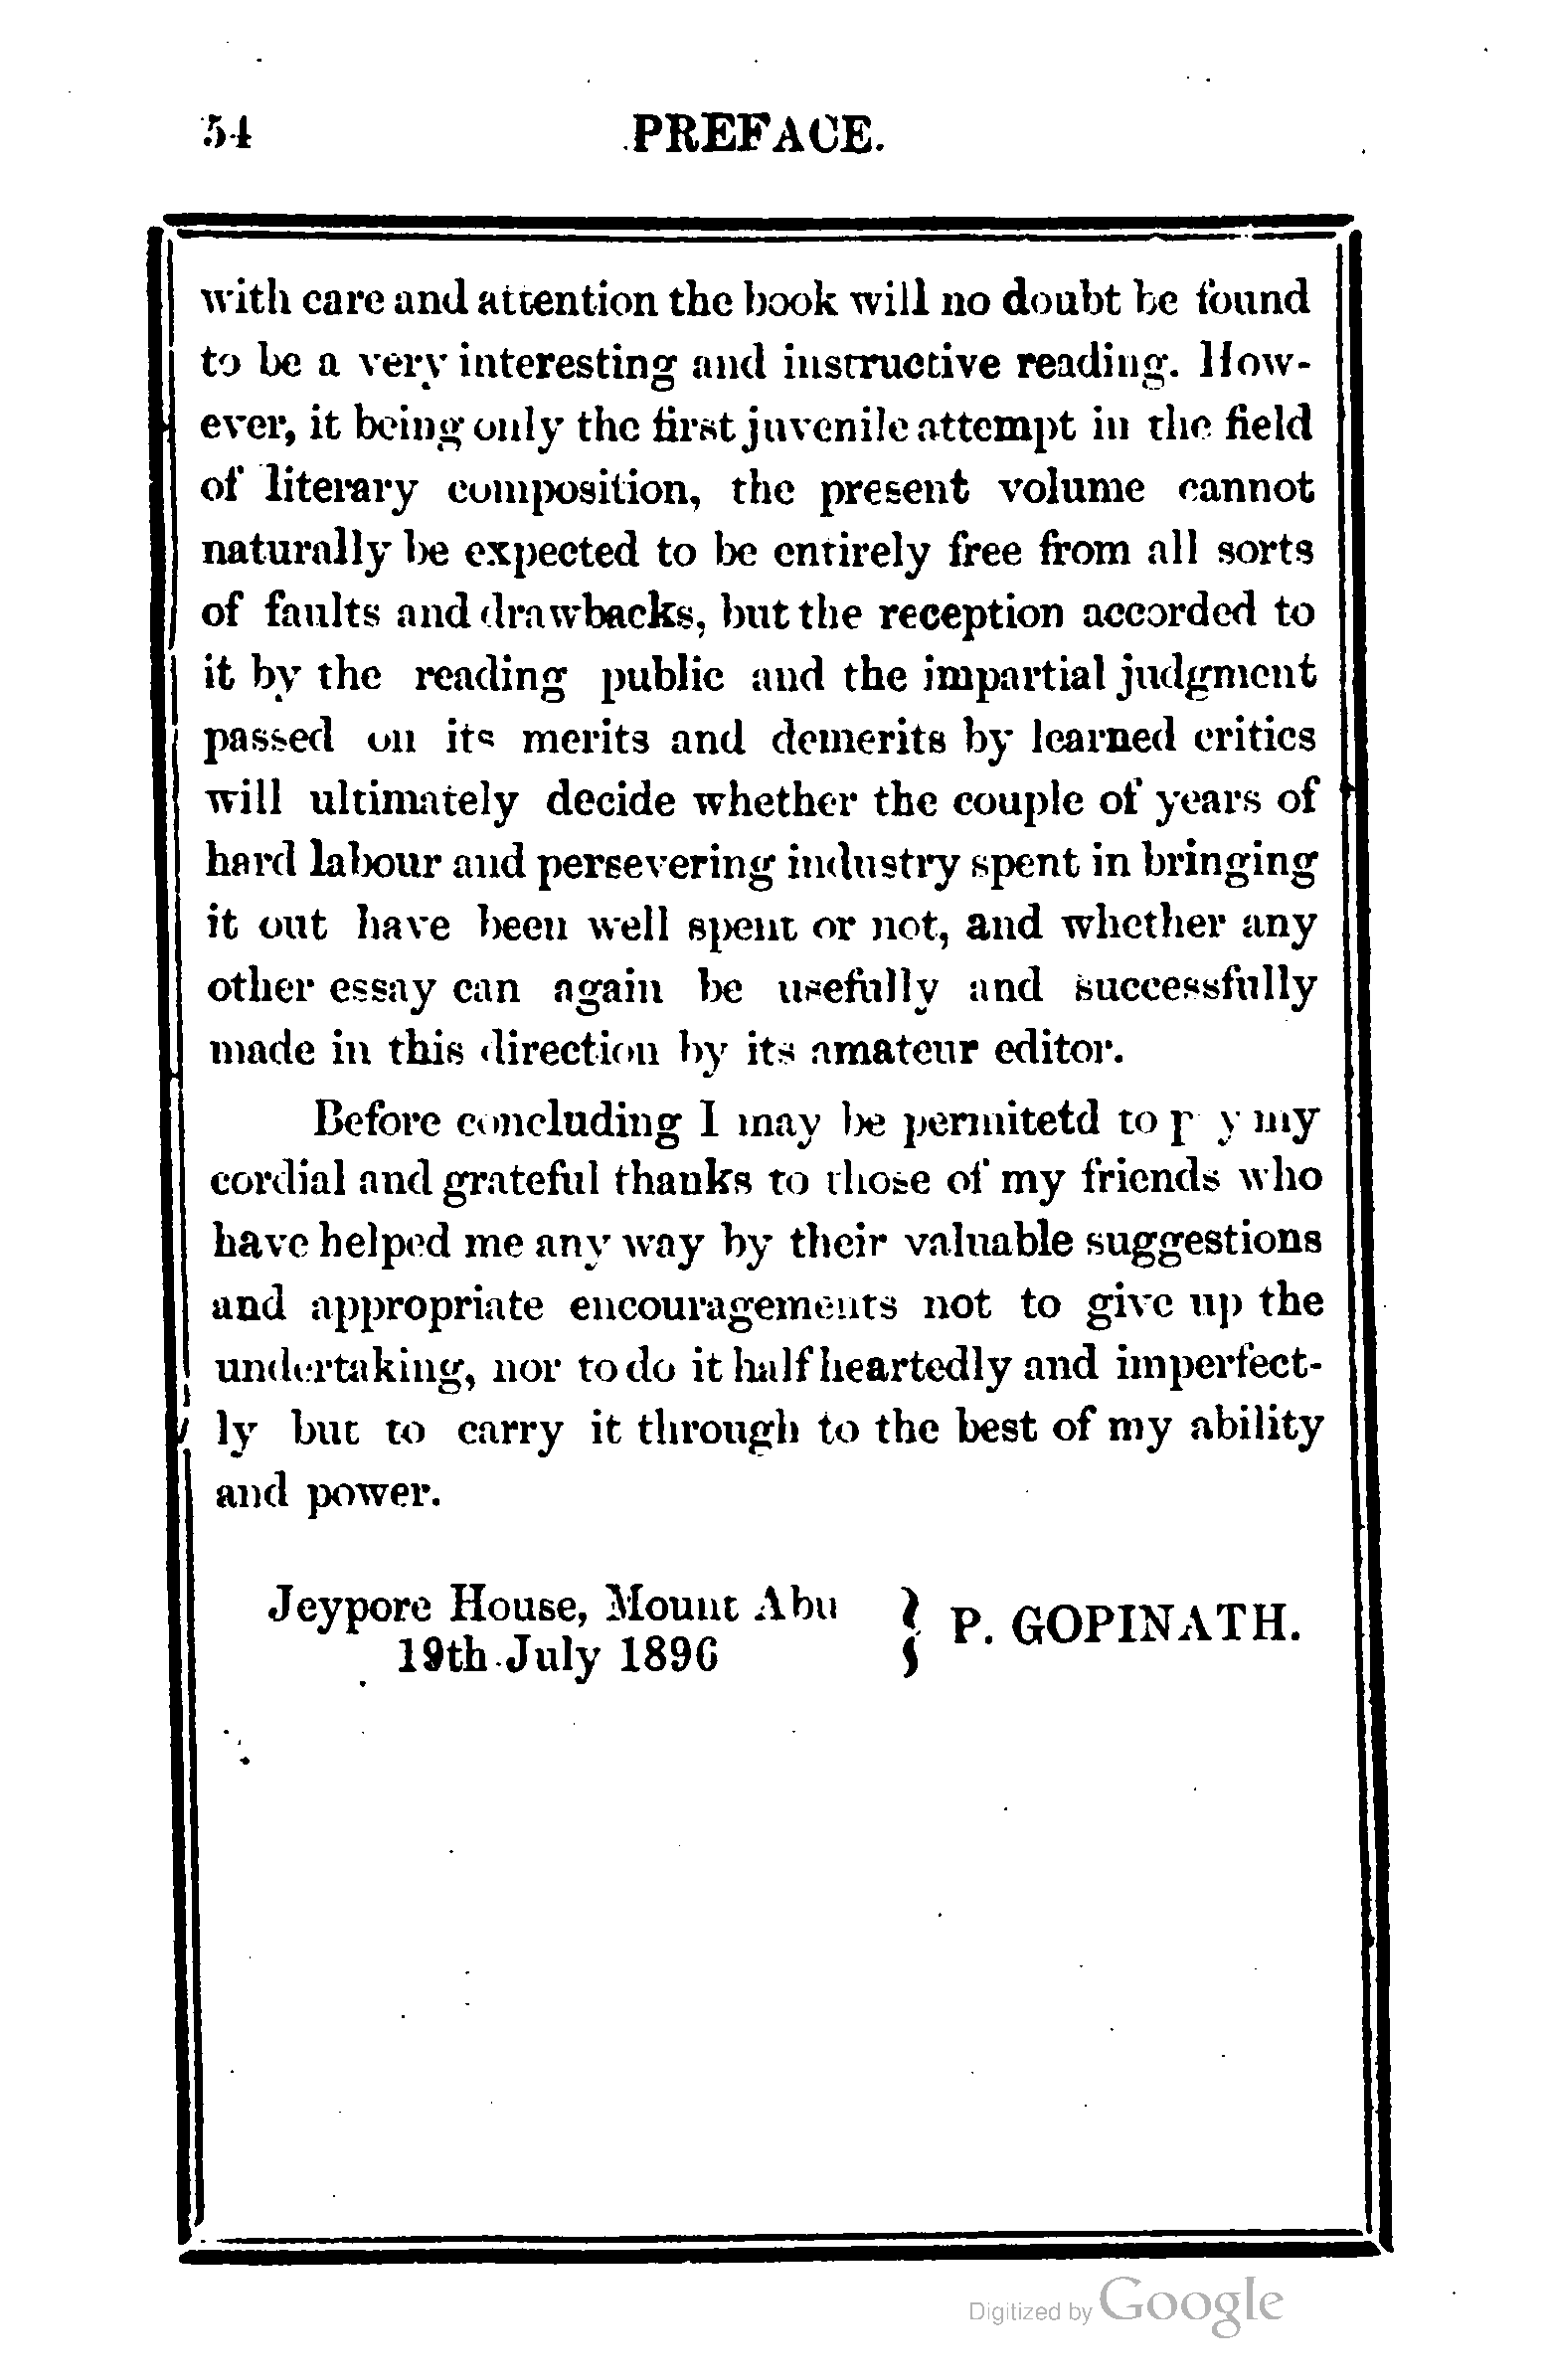 54 PREFACE.
with care and attention the book will no doubt be found
to be a very interesting and instructive reading. How-
ever, it being only the first juvenile attempt in the field
of literary composition, the present volume cannot
naturally be expected to be entirely free from all sorts
of faults and drawbacks, but the reception accorded to
it by the reading public and the impartial judgment
passed on its merits and demerits by learned critics
will ultimately decide whether the couple of years of
hard labour and persevering industry spent in bringing
it out have been well spent or not, and whether any
other essay can again be usefully and successfully
made in this direction by its amateur editor.
Before concluding I may be permitetd to p y my
cordial and grateful thanks to those of my friends who
have helped me any way by their valuable suggestions
and appropriate encouragements not to give up the
undertaking, nor to do it half heartedly and imperfect-
ly but to carry it through to the best of my ability
and power.
Jeypore House, Mount Abu
19th July 1896
} P. GOPINATH.
Digitized by Google